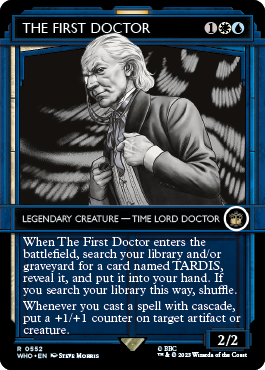 THE FIRST DOCTOR 1
LEGENDARY CREATURE — TIME LORD DOCTOR
When The First Doctor enters the
battlefield, search your library and/or
graveyard for a card named TARDIS,
reveal it, and put it into your hand. If
you search your library this way, shuffle.
Whenever you cast a spell with cascade,
put a +1/+1 counter on target artifact or
creature.
2/2
R 0552 © BBC
WHO • EN STEVE MORRIS ™ & © 2023 Wizards of the Coast